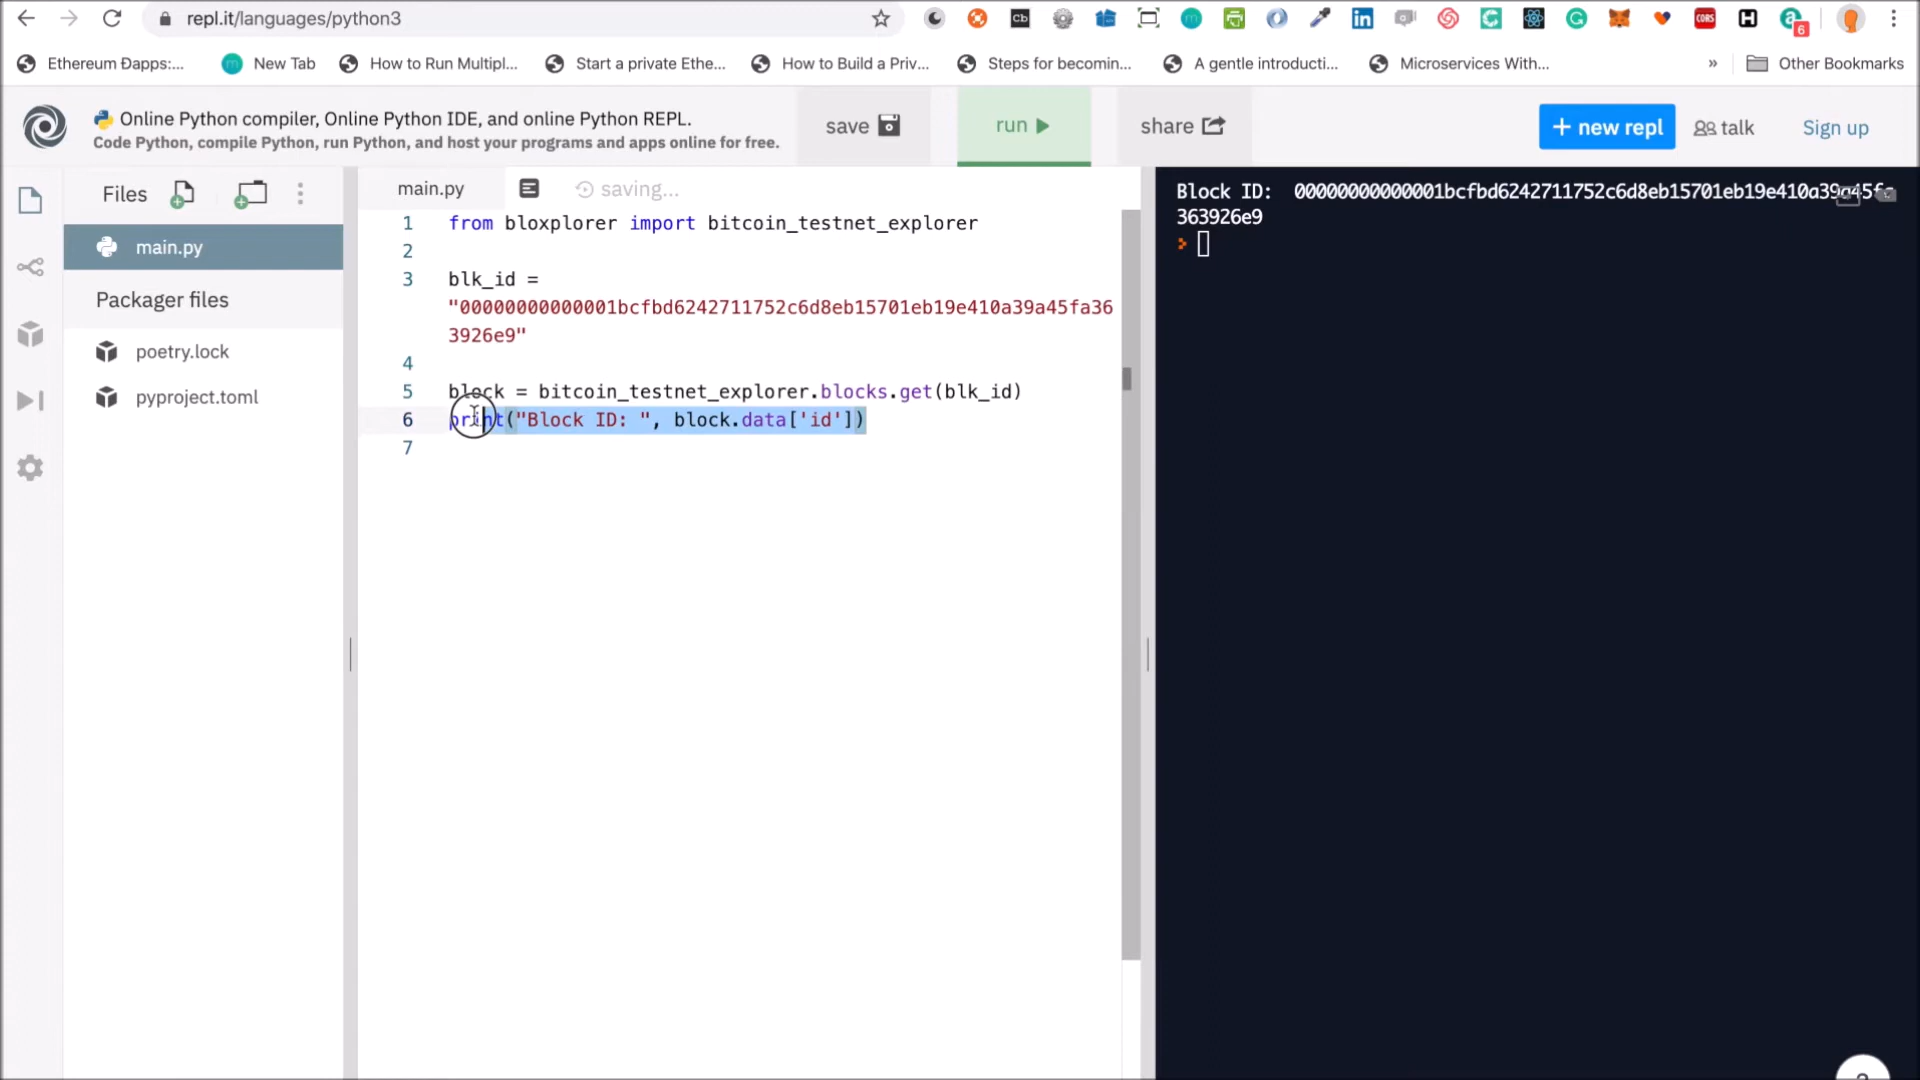 repl.it/languages/python3
Ethereum Ðapps:...
New Tab
How to Run Multipl...
Start a private Ethe...
How to Build a Priv...
Steps for becomin...
A gentle introducti...
Microservices With...
»
Other Bookmarks
Online Python compiler, Online Python IDE, and online Python REPL.
Code Python, compile Python, run Python, and host your programs and apps online for free.
save
run
share
+ new repl
talk
Sign up
Files
main.py
Packager files
poetry.lock
pyproject.toml
main.py
saving...
1 from bloxplorer import bitcoin_testnet_explorer
2
3 blk_id =
"00000000000001bcfbd6242711752c6d8eb15701eb19e410a39a45fa36
3926e9"
4
5 block = bitcoin_testnet_explorer.blocks.get(blk_id)
6 print("Block ID: ", block.data['id'])
7
Block ID: 00000000000001bcfbd6242711752c6d8eb15701eb19e410a39a45fa
363926e9
Cb
in
CORS
H
6